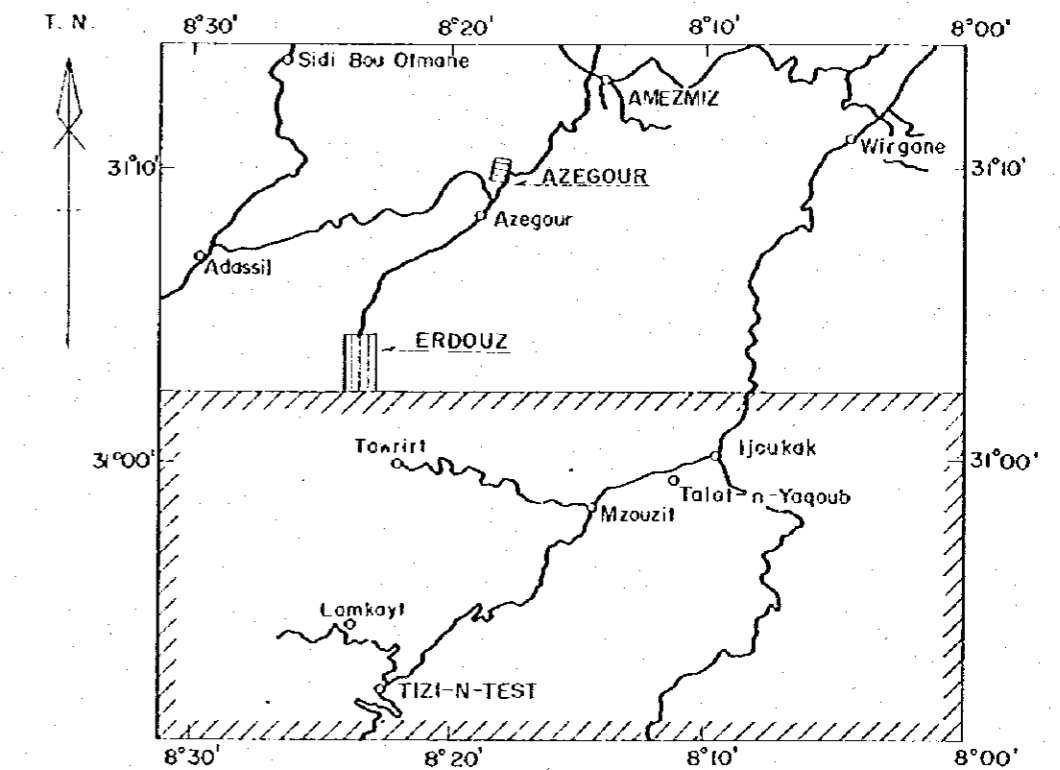 T. N.
8°30' 8°20' 8°10' 8°00'
Sidi Bou Otmane
AMEZMIZ
Wirgane
31°10' 31°10'
AZEGOUR
Azegour
Adassil
ERDOUZ
Tawrirt
Ijoukak
31°00' 31°00'
Talat-n-Yaqoub
Mzouzit
Lamkayt
TIZI-N-TEST
8°30' 8°20' 8°10' 8°00'